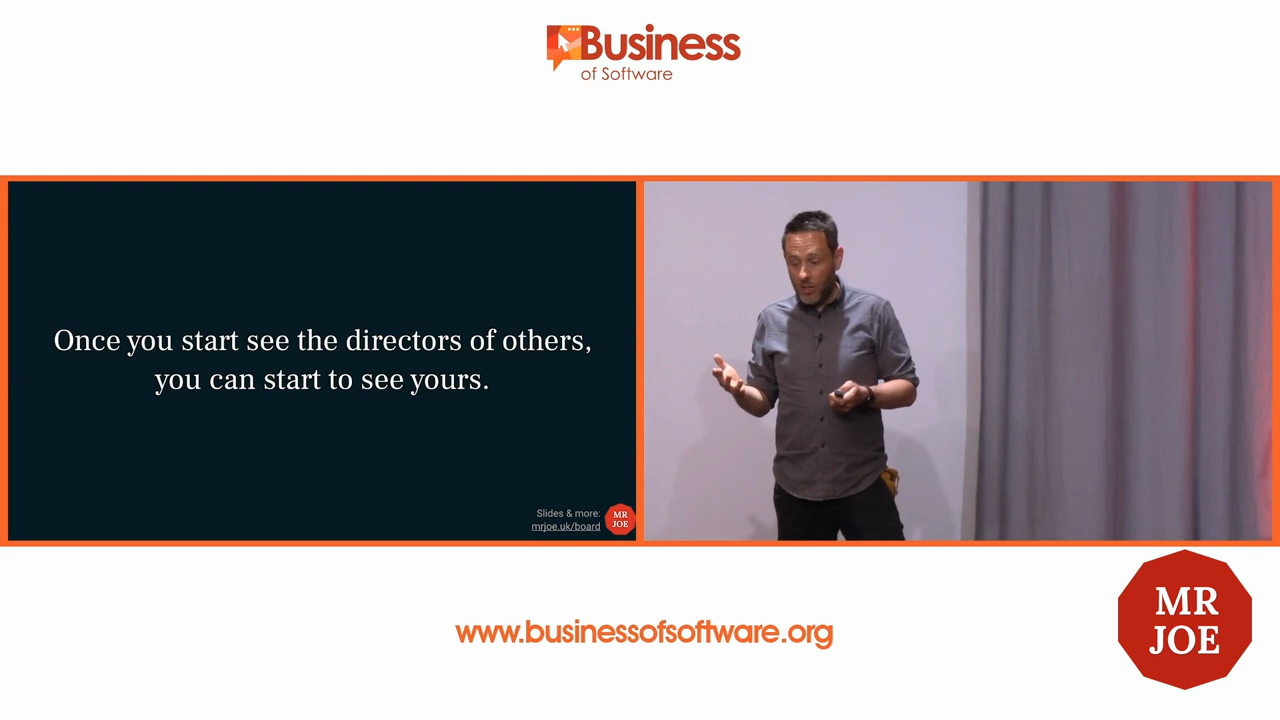 Business
of Software
Once you start see the directors of others,
you can start to see yours.
Slides & more:
mrjoe.uk/board
MR
JOE
www.businessofsoftware.org
MR
JOE